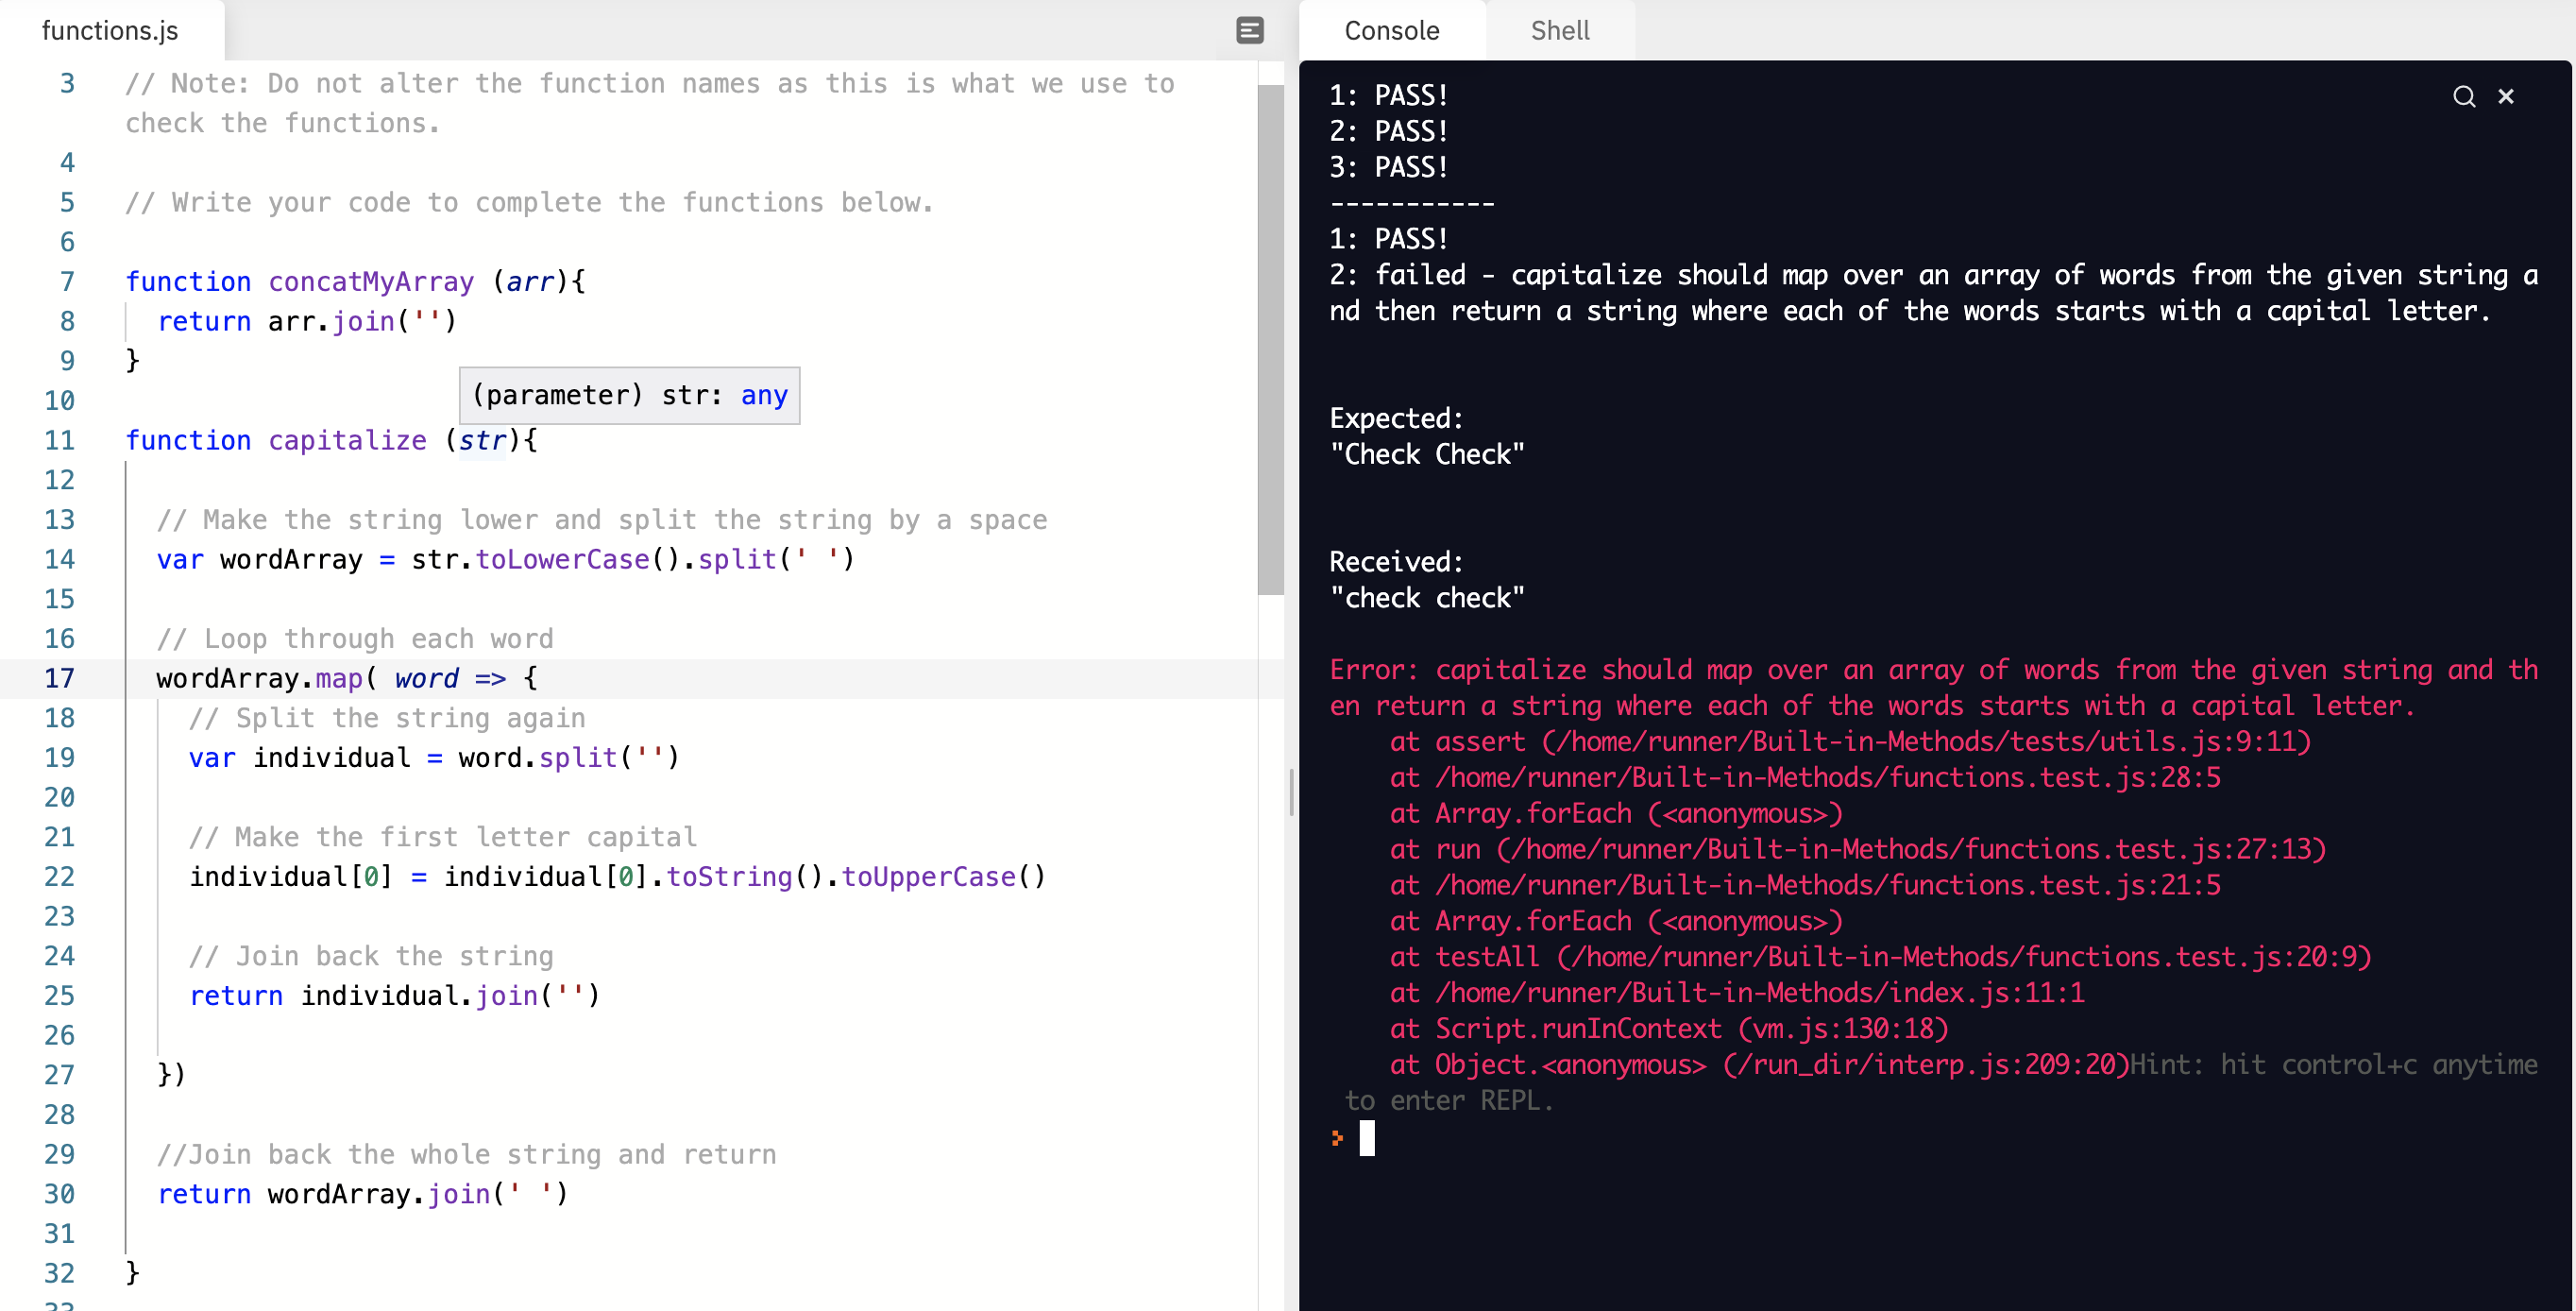 functions.js
3 // Note: Do not alter the function names as this is what we use to
check the functions.
4
5 // Write your code to complete the functions below.
6
7 function concatMyArray (arr){
8 return arr.join('')
9 }
(parameter) str: any
10
11 function capitalize (str){
12
13 // Make the string lower and split the string by a space
14 var wordArray = str.toLowerCase().split(' ')
15
16 // Loop through each word
17 wordArray.map( word => {
18 // Split the string again
19 var individual = word.split('')
20
21 // Make the first letter capital
22 individual[0] = individual[0].toString().toUpperCase()
23
24 // Join back the string
25 return individual.join('')
26
27 })
28
29 //Join back the whole string and return
30 return wordArray.join(' ')
31
32 }
33
Console Shell
1: PASS!
2: PASS!
3: PASS!
-----------
1: PASS!
2: failed - capitalize should map over an array of words from the given string a
nd then return a string where each of the words starts with a capital letter.
Expected:
"Check Check"
Received:
"check check"
Error: capitalize should map over an array of words from the given string and th
en return a string where each of the words starts with a capital letter.
at assert (/home/runner/Built-in-Methods/tests/utils.js:9:11)
at /home/runner/Built-in-Methods/functions.test.js:28:5
at Array.forEach (<anonymous>)
at run (/home/runner/Built-in-Methods/functions.test.js:27:13)
at /home/runner/Built-in-Methods/functions.test.js:21:5
at Array.forEach (<anonymous>)
at testAll (/home/runner/Built-in-Methods/functions.test.js:20:9)
at /home/runner/Built-in-Methods/index.js:11:1
at Script.runInContext (vm.js:130:18)
at Object.<anonymous> (/run_dir/interp.js:209:20)Hint: hit control+c anytime
to enter REPL.